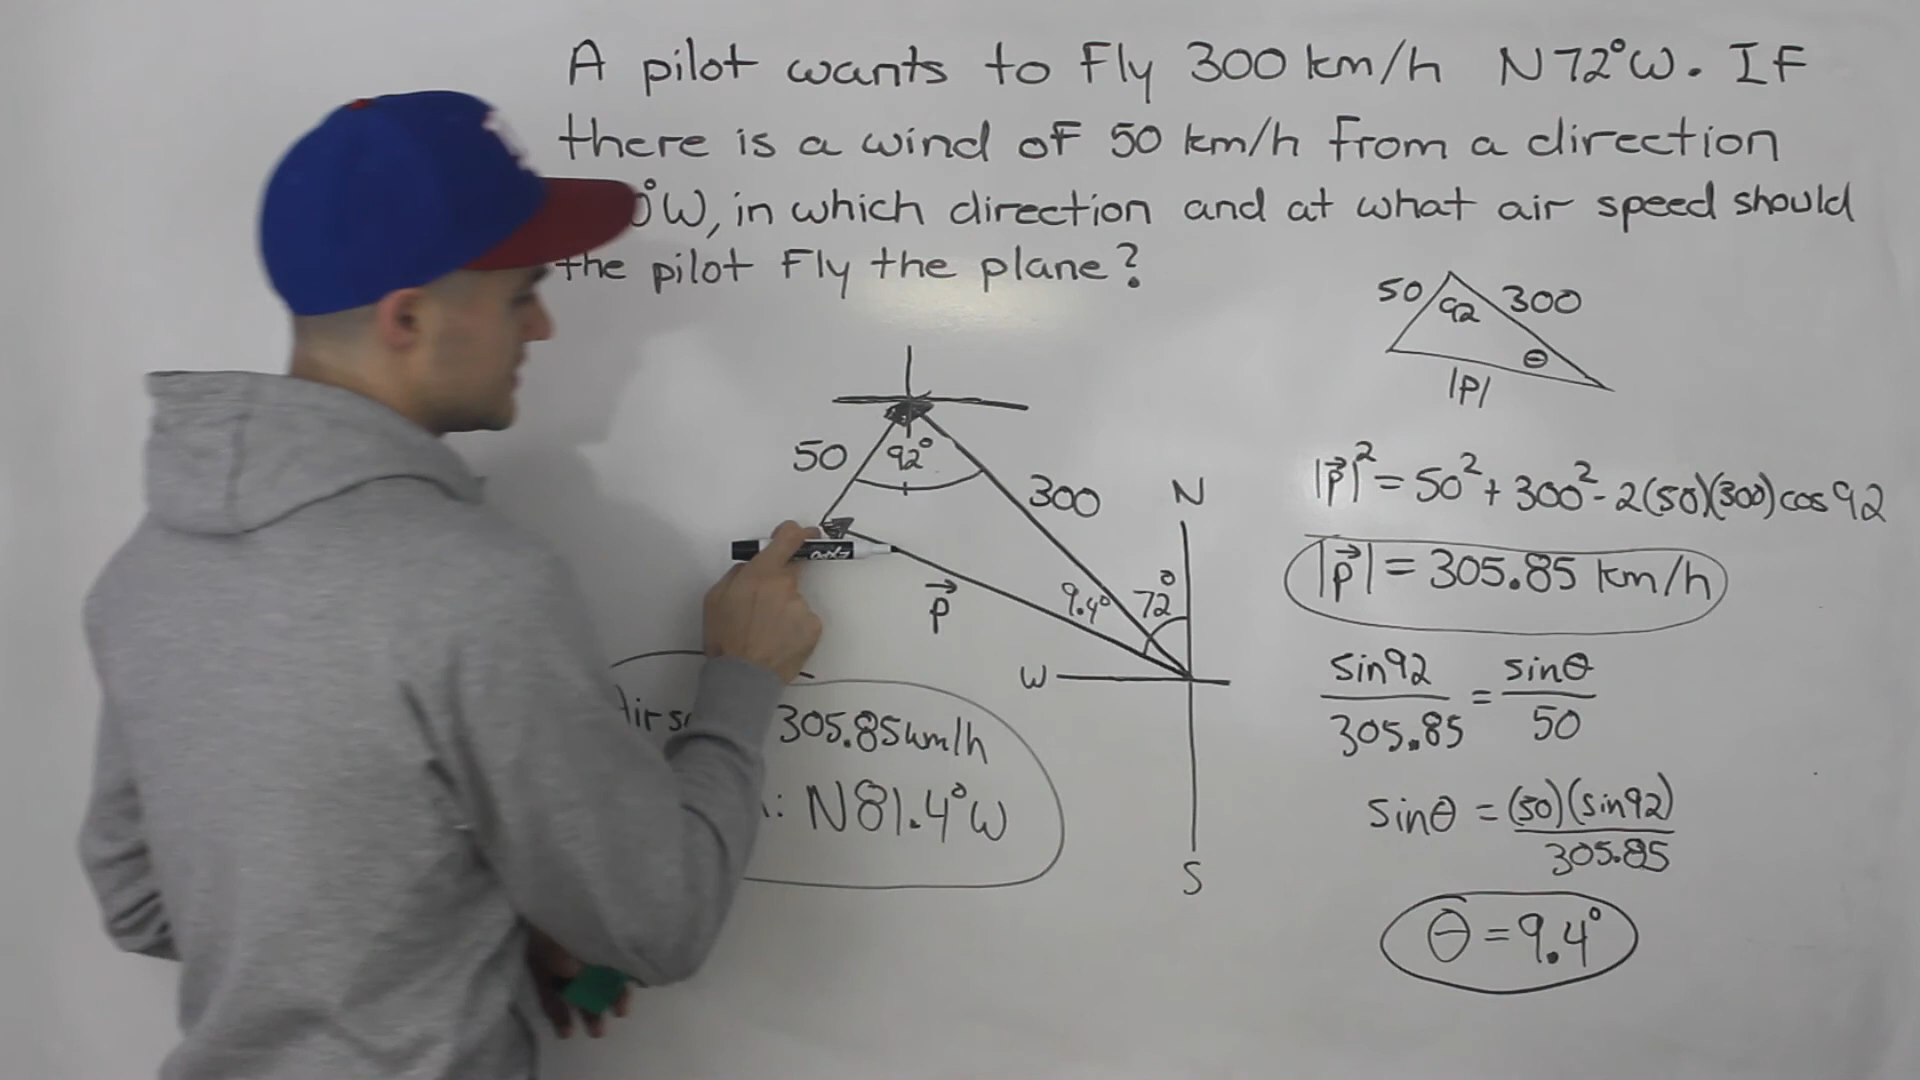 A pilot wants to fly 300 km/h N72°W. If
there is a wind of 50 km/h from a direction
0°W, in which direction and at what air speed should
the pilot fly the plane?
50 92 300
θ
|P|
50 92°
300
N
|p⃗|² = 50² + 300² - 2(50)(300)cos92
|p⃗| = 305.85 km/h
p⃗
9.4° 72°
W
S
sin92/305.85 = sinθ/50
305.85km/h
: N81.4°W
sinθ = (50)(sin92)/305.85
θ = 9.4°